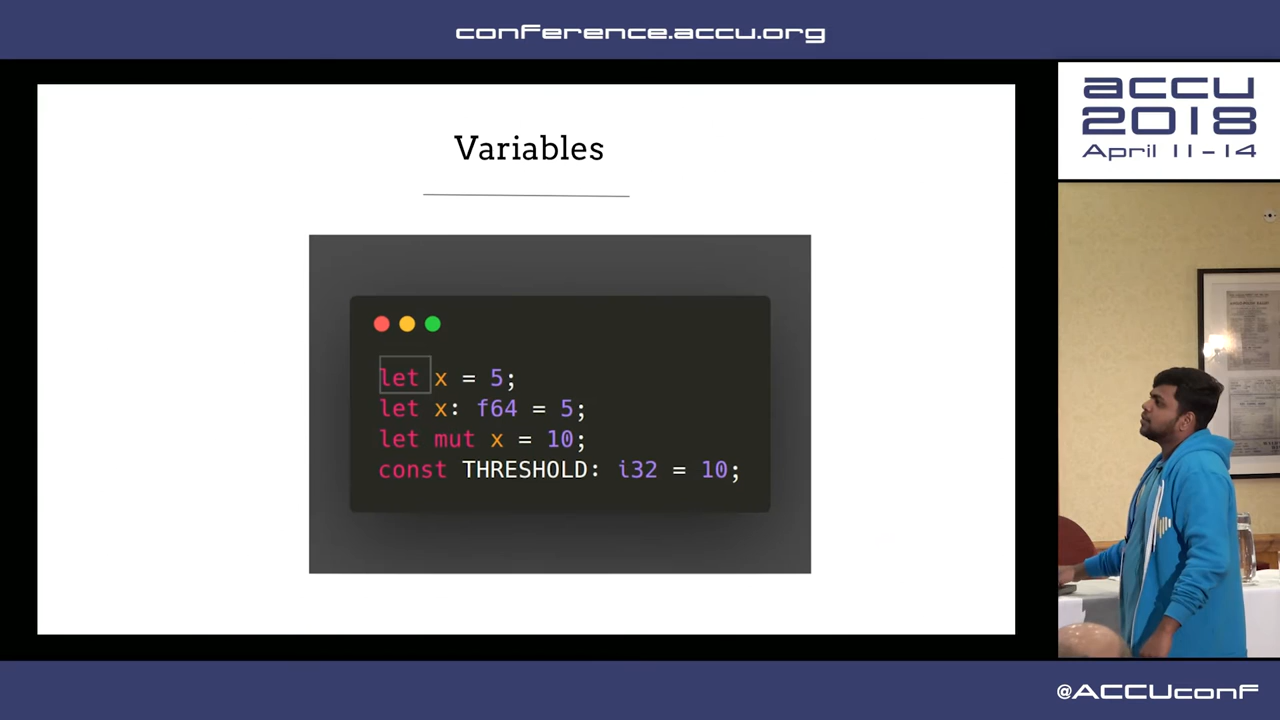 conference.accu.org
accu
2018
April 11-14
Variables
let x = 5;
let x: f64 = 5;
let mut x = 10;
const THRESHOLD: i32 = 10;
@ACCUconf